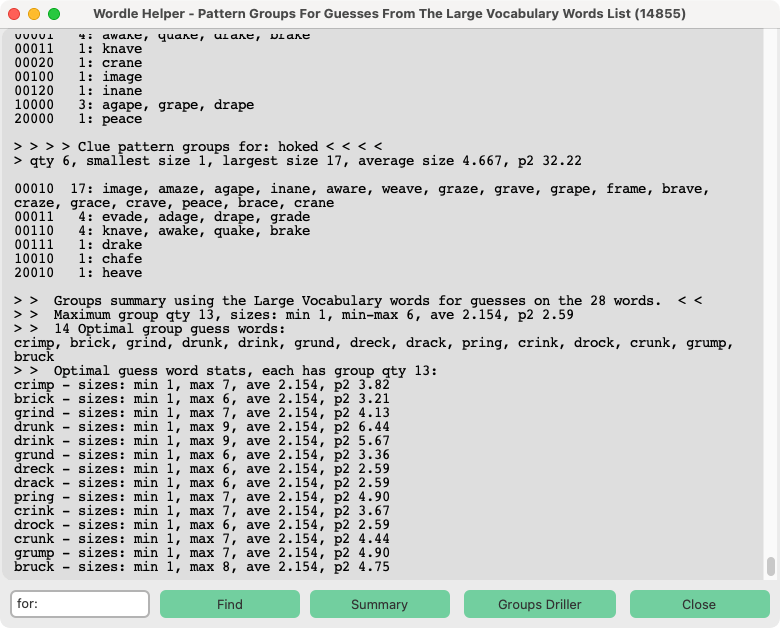 Wordle Helper - Pattern Groups For Guesses From The Large Vocabulary Words List (14855)
00001   4: awake, quake, drake, brake
00011   1: knave
00020   1: crane
00100   1: image
00120   1: inane
10000   3: agape, grape, drape
20000   1: peace
> > > > Clue pattern groups for: hoked < < < <
> qty 6, smallest size 1, largest size 17, average size 4.667, p2 32.22
00010  17: image, amaze, agape, inane, aware, weave, graze, grave, grape, frame, brave,
craze, grace, crave, peace, brace, crane
00011   4: evade, adage, drape, grade
00110   4: knave, awake, quake, brake
00111   1: drake
10010   1: chafe
20010   1: heave
> >  Groups summary using the Large Vocabulary words for guesses on the 28 words.  < <
> >  Maximum group qty 13, sizes: min 1, min-max 6, ave 2.154, p2 2.59
> >  14 Optimal group guess words:
crimp, brick, grind, drunk, drink, grund, dreck, drack, pring, crink, drock, crunk, grump,
bruck
> >  Optimal guess word stats, each has group qty 13:
crimp - sizes: min 1, max 7, ave 2.154, p2 3.82
brick - sizes: min 1, max 6, ave 2.154, p2 3.21
grind - sizes: min 1, max 7, ave 2.154, p2 4.13
drunk - sizes: min 1, max 9, ave 2.154, p2 6.44
drink - sizes: min 1, max 9, ave 2.154, p2 5.67
grund - sizes: min 1, max 6, ave 2.154, p2 3.36
dreck - sizes: min 1, max 6, ave 2.154, p2 2.59
drack - sizes: min 1, max 6, ave 2.154, p2 2.59
pring - sizes: min 1, max 7, ave 2.154, p2 4.90
crink - sizes: min 1, max 7, ave 2.154, p2 3.67
drock - sizes: min 1, max 6, ave 2.154, p2 2.59
crunk - sizes: min 1, max 7, ave 2.154, p2 4.44
grump - sizes: min 1, max 7, ave 2.154, p2 4.90
bruck - sizes: min 1, max 8, ave 2.154, p2 4.75
for:
Find
Summary
Groups Driller
Close